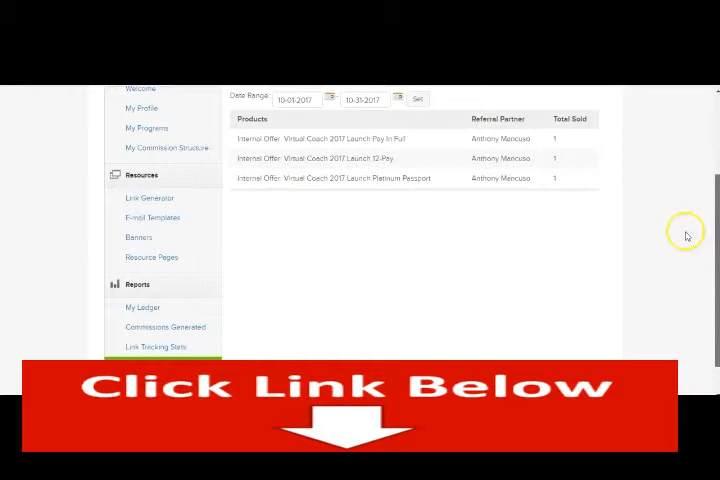 Welcome
My Profile
My Programs
My Commission Structure
Resources
Link Generator
E-mail Templates
Banners
Resource Pages
Reports
My Ledger
Commissions Generated
Link Tracking Stats
Date Range: 10-01-2017 - 10-31-2017 Set
Products Referral Partner Total Sold
Internal Offer: Virtual Coach 2017 Launch Pay In Full Anthony Mancuso 1
Internal Offer: Virtual Coach 2017 Launch 12-Pay Anthony Mancuso 1
Internal Offer: Virtual Coach 2017 Launch Platinum Passport Anthony Mancuso 1
Click Link Below